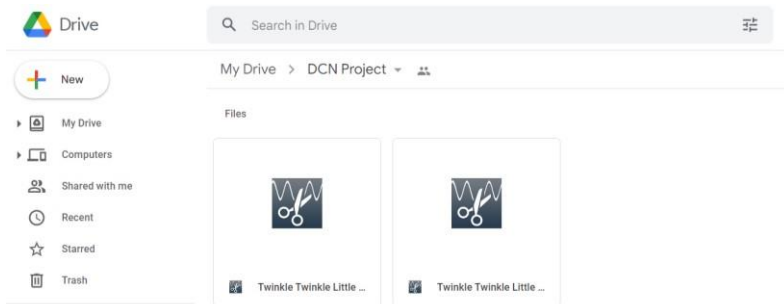 Drive
Search in Drive
New
My Drive > DCN Project
My Drive
Computers
Shared with me
Recent
Starred
Trash
Files
Twinkle Twinkle Little ...
Twinkle Twinkle Little ...